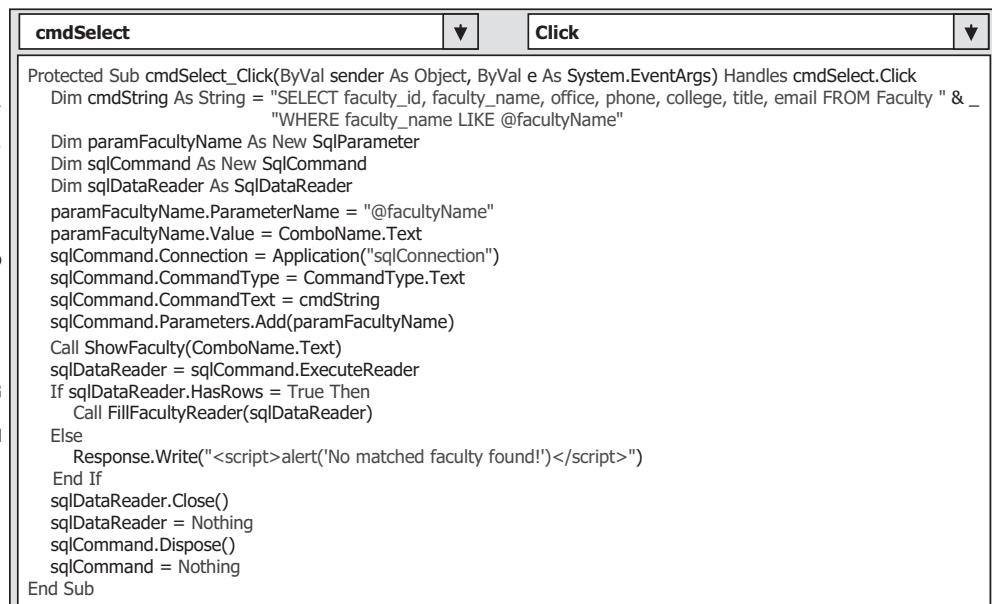 cmdSelect
Click
Protected Sub cmdSelect_Click(ByVal sender As Object, ByVal e As System.EventArgs) Handles cmdSelect.Click
Dim cmdString As String = "SELECT faculty_id, faculty_name, office, phone, college, title, email FROM Faculty " & _
"WHERE faculty_name LIKE @facultyName"
Dim paramFacultyName As New SqlParameter
Dim sqlCommand As New SqlCommand
Dim sqlDataReader As SqlDataReader
paramFacultyName.ParameterName = "@facultyName"
paramFacultyName.Value = ComboName.Text
sqlCommand.Connection = Application("sqlConnection")
sqlCommand.CommandType = CommandType.Text
sqlCommand.CommandText = cmdString
sqlCommand.Parameters.Add(paramFacultyName)
Call ShowFaculty(ComboName.Text)
sqlDataReader = sqlCommand.ExecuteReader
If sqlDataReader.HasRows = True Then
Call FillFacultyReader(sqlDataReader)
Else
Response.Write("<script>alert('No matched faculty found!')</script>")
End If
sqlDataReader.Close()
sqlDataReader = Nothing
sqlCommand.Dispose()
sqlCommand = Nothing
End Sub